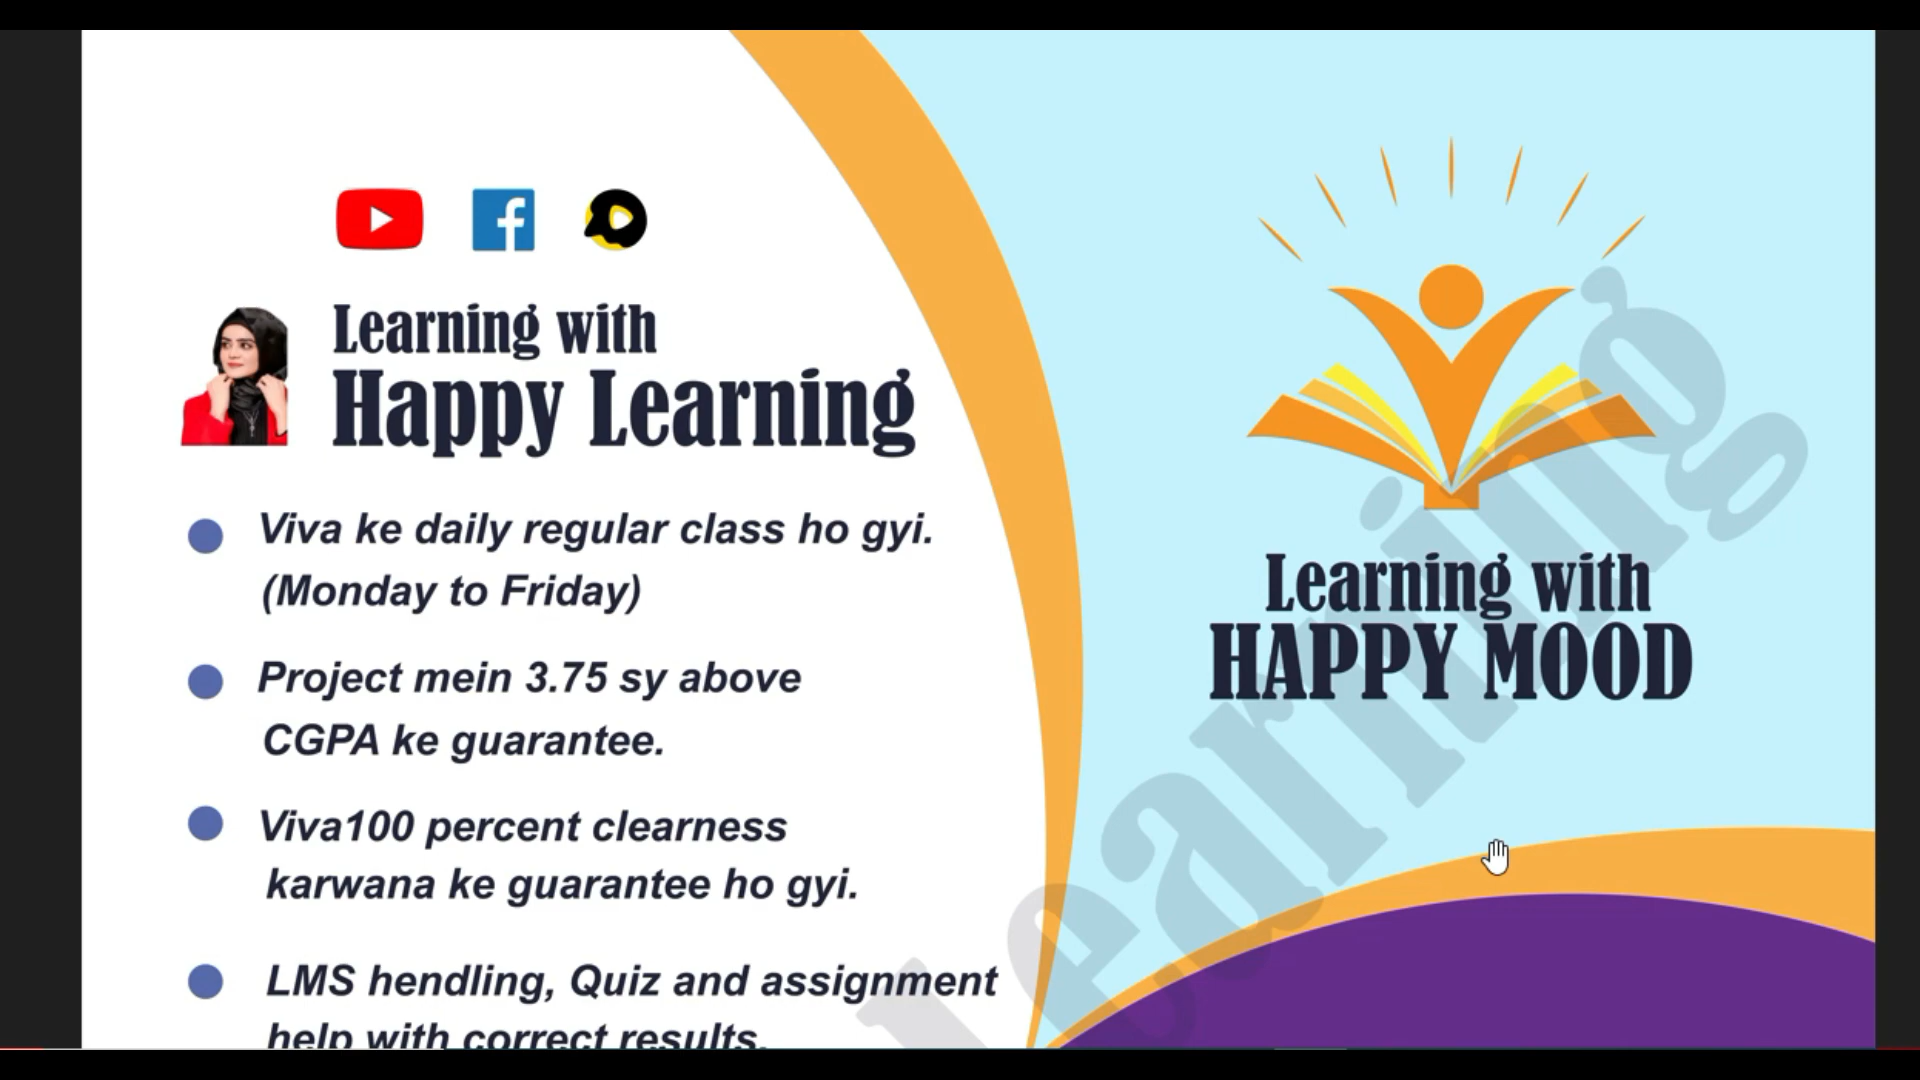 Learning with
Happy Learning
Viva ke daily regular class ho gyi.
(Monday to Friday)
Project mein 3.75 sy above
CGPA ke guarantee.
Viva100 percent clearness
karwana ke guarantee ho gyi.
LMS hendling, Quiz and assignment
help with correct results.
Learning with
HAPPY MOOD
Learning